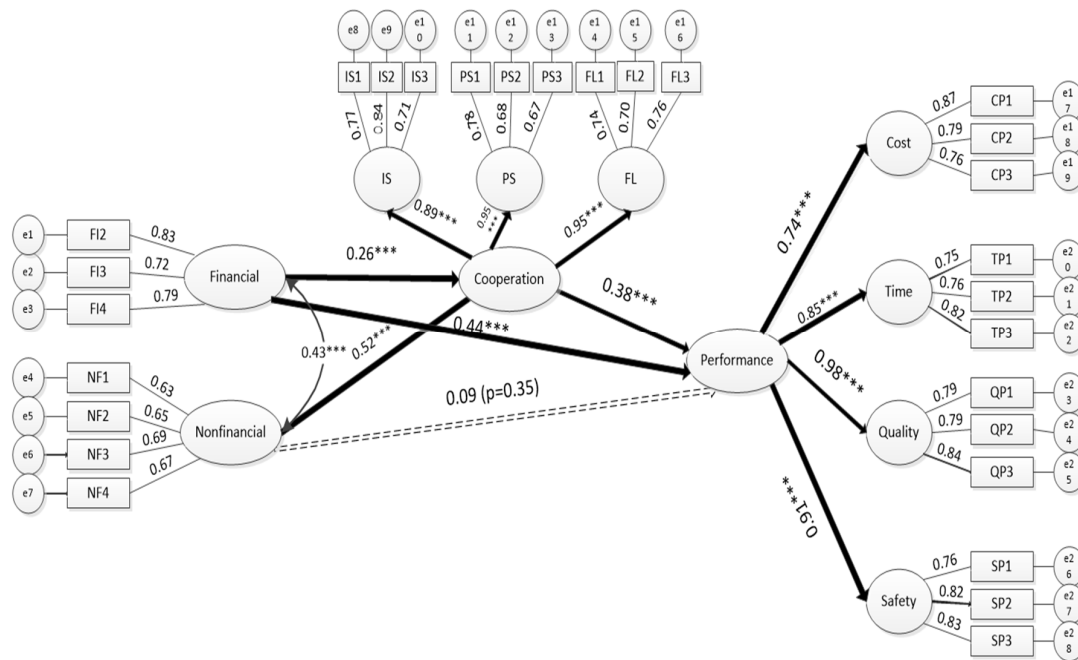 e8 e9 e1
0
e1
1
e1
2
e1
3
e1
4
e1
5
e1
6
IS1 IS2 IS3 PS1 PS2 PS3 FL1 FL2 FL3
0.77 0.84 0.71 0.78 0.68 0.67 0.74 0.70 0.76
IS PS FL
0.89*** 0.95
***
0.95***
e1 FI2 0.83
e2 FI3 0.72
e3 FI4 0.79
Financial
0.26***
Cooperation
0.38***
0.44***
0.43***
0.52***
e4 NF1 0.63
e5 NF2 0.65
e6 NF3 0.69
e7 NF4 0.67
Nonfinancial
0.09 (p=0.35)
Performance
0.74***
0.85***
0.98***
0.91***
Cost
0.87 CP1 e1
7
0.79 CP2 e1
8
0.76 CP3 e1
9
Time
0.75 TP1 e2
0
0.76 TP2 e2
1
0.82 TP3 e2
2
Quality
0.79 QP1 e2
3
0.79 QP2 e2
4
0.84 QP3 e2
5
Safety
0.76 SP1 e2
6
0.82 SP2 e2
7
0.83 SP3 e2
8